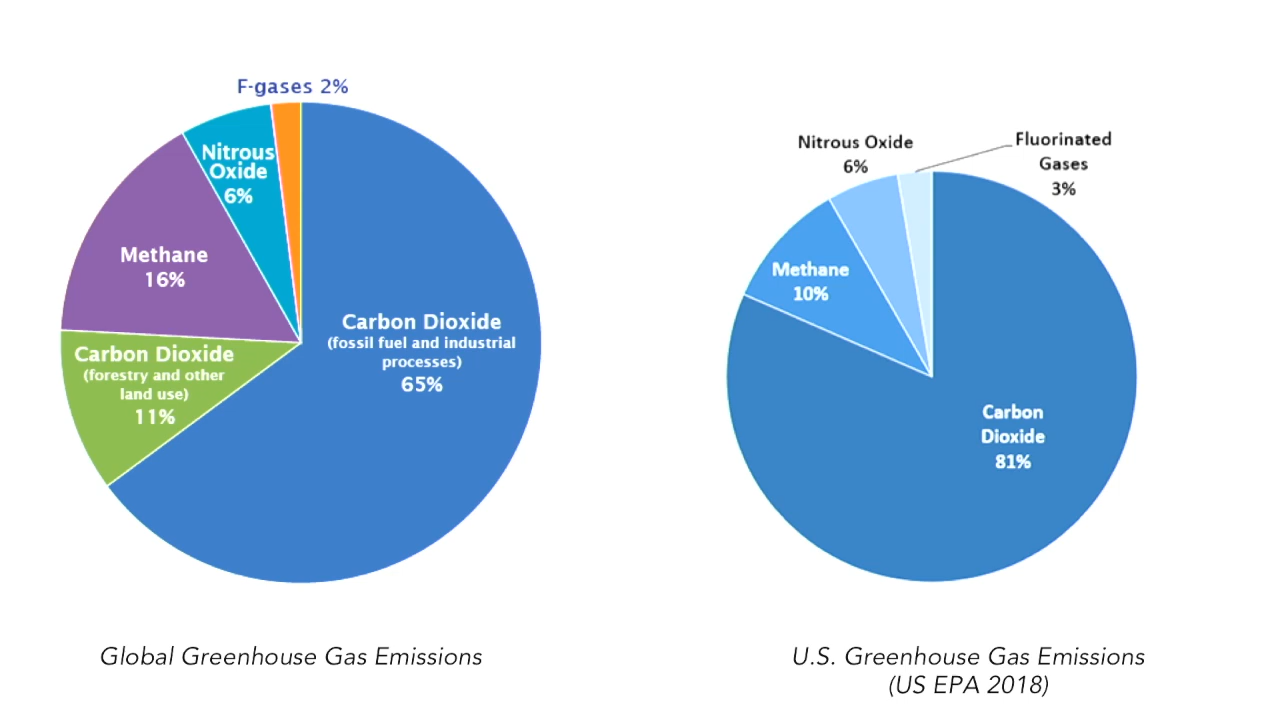 F-gases 2%
Nitrous
Oxide
6%
Methane
16%
Carbon Dioxide
(forestry and other
land use)
11%
Carbon Dioxide
(fossil fuel and industrial
processes)
65%
Global Greenhouse Gas Emissions
Nitrous Oxide
6%
Fluorinated
Gases
3%
Methane
10%
Carbon
Dioxide
81%
U.S. Greenhouse Gas Emissions
(US EPA 2018)